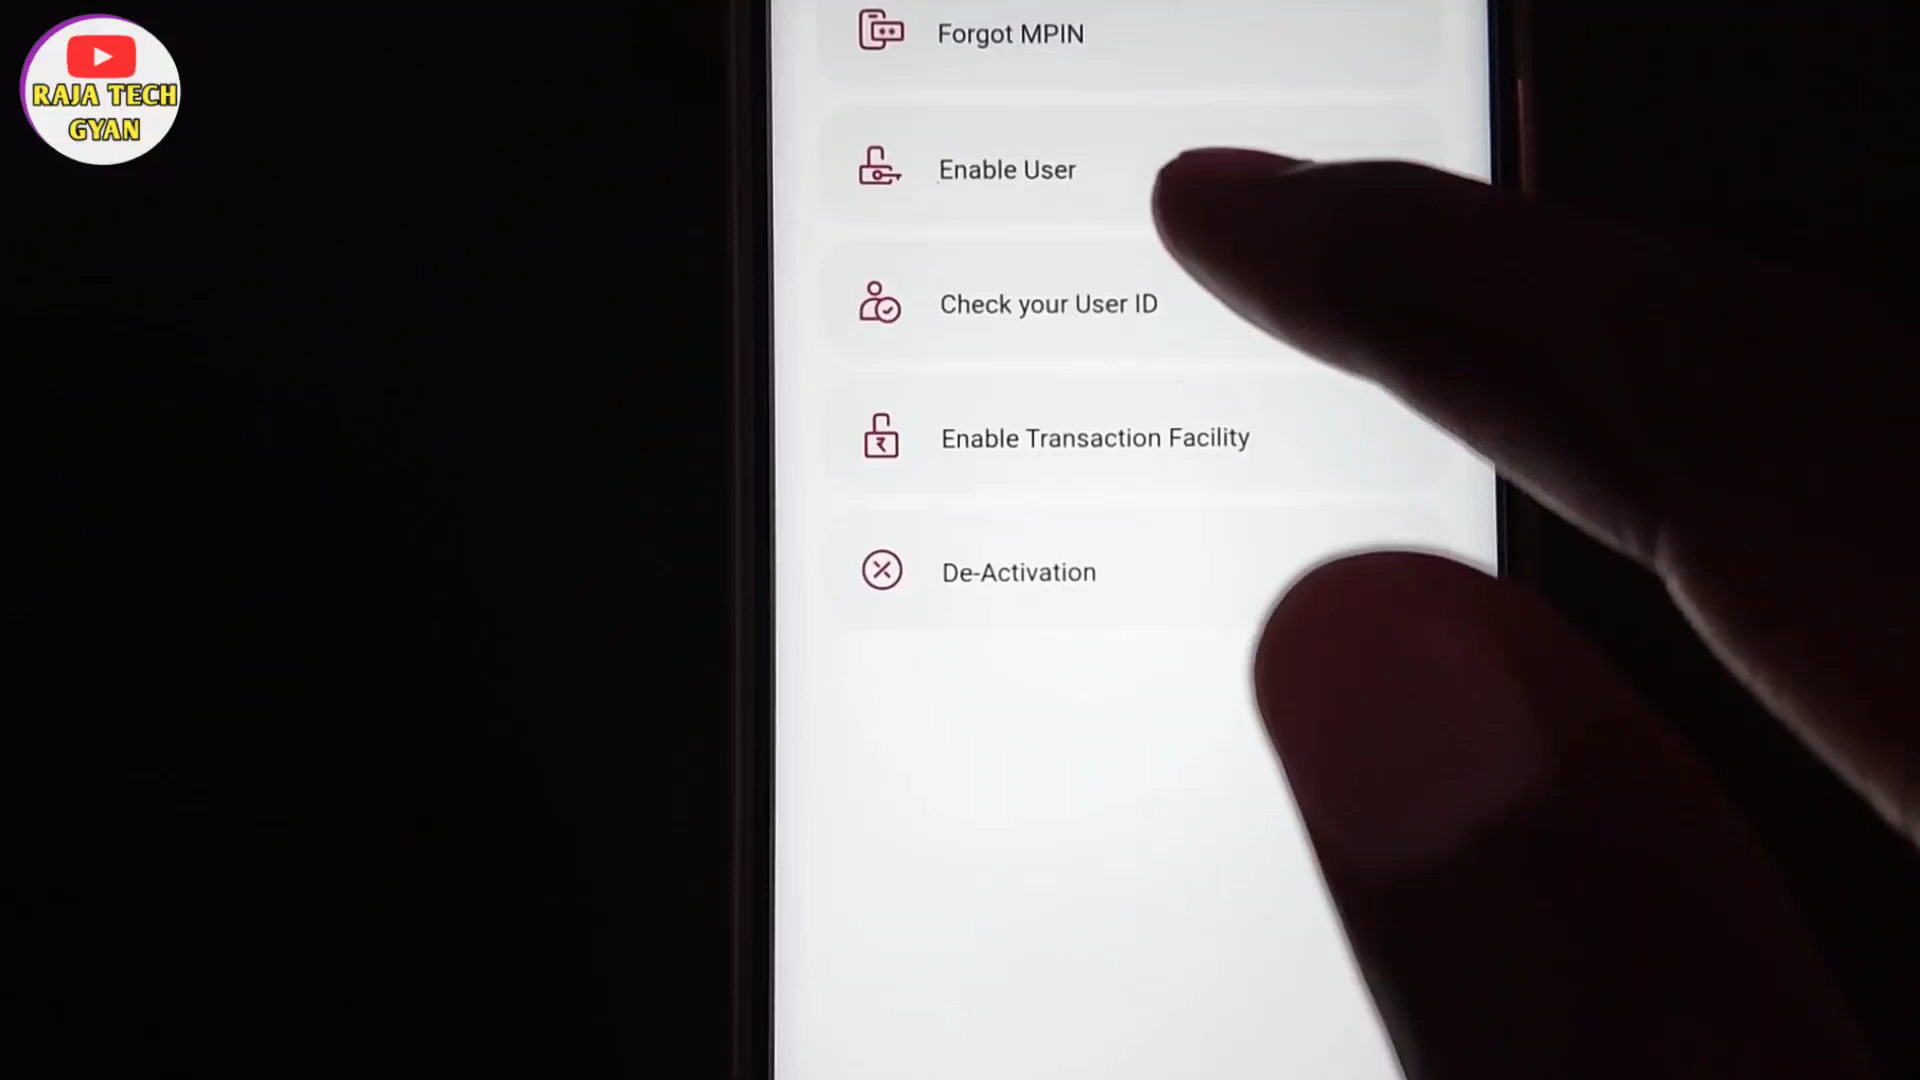 RAJA TECH
GYAN
Forgot MPIN
Enable User
Check your User ID
Enable Transaction Facility
De-Activation